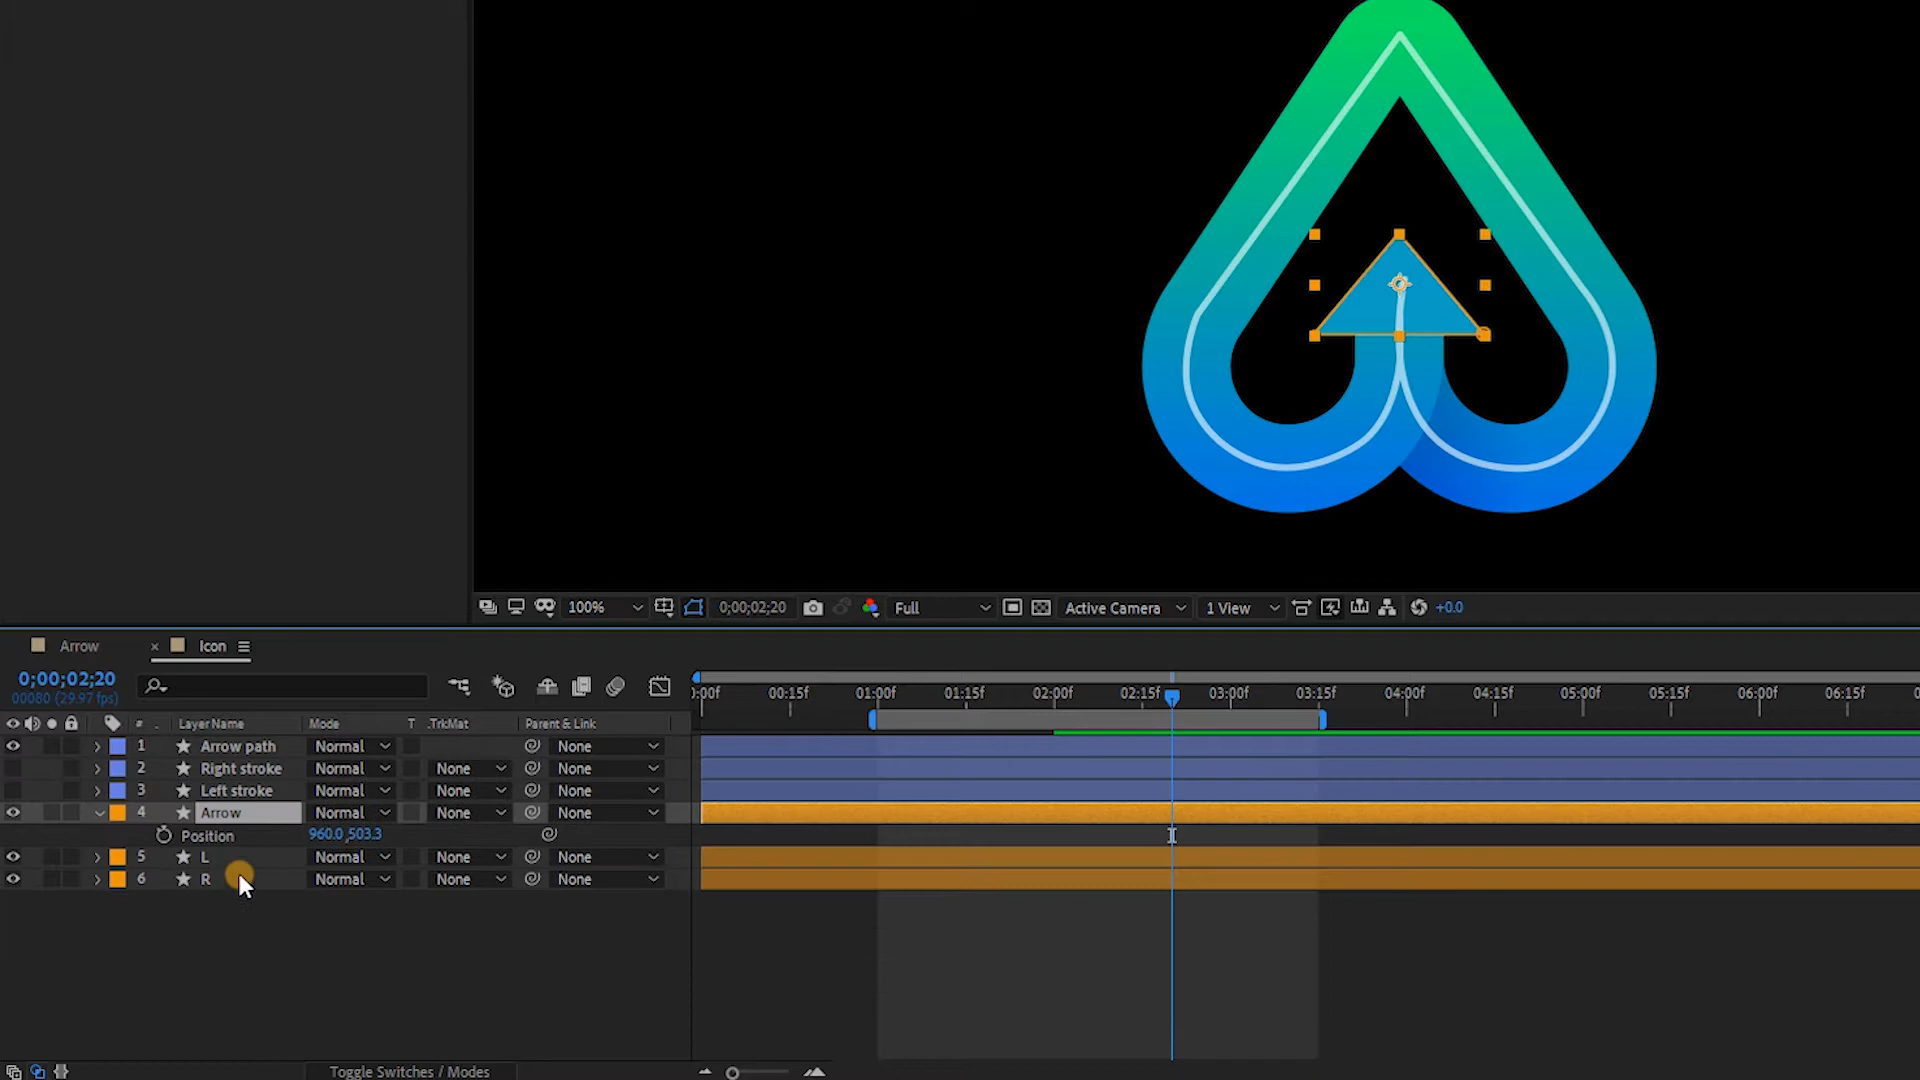 100% 0;00;02;20 Full Active Camera 1 View +0.0
Arrow × Icon
0;00;02;20
00080 (29.97 fps)
):00f 00:15f 01:00f 01:15f 02:00f 02:15f 03:00f 03:15f 04:00f 04:15f 05:00f 05:15f 06:00f 06:15f
# Layer Name Mode T .TrkMat Parent & Link
1 Arrow path Normal None
2 Right stroke Normal None None
3 Left stroke Normal None None
4 Arrow Normal None None
Position 960.0,503.3
5 L Normal None None
6 R Normal None None
Toggle Switches / Modes